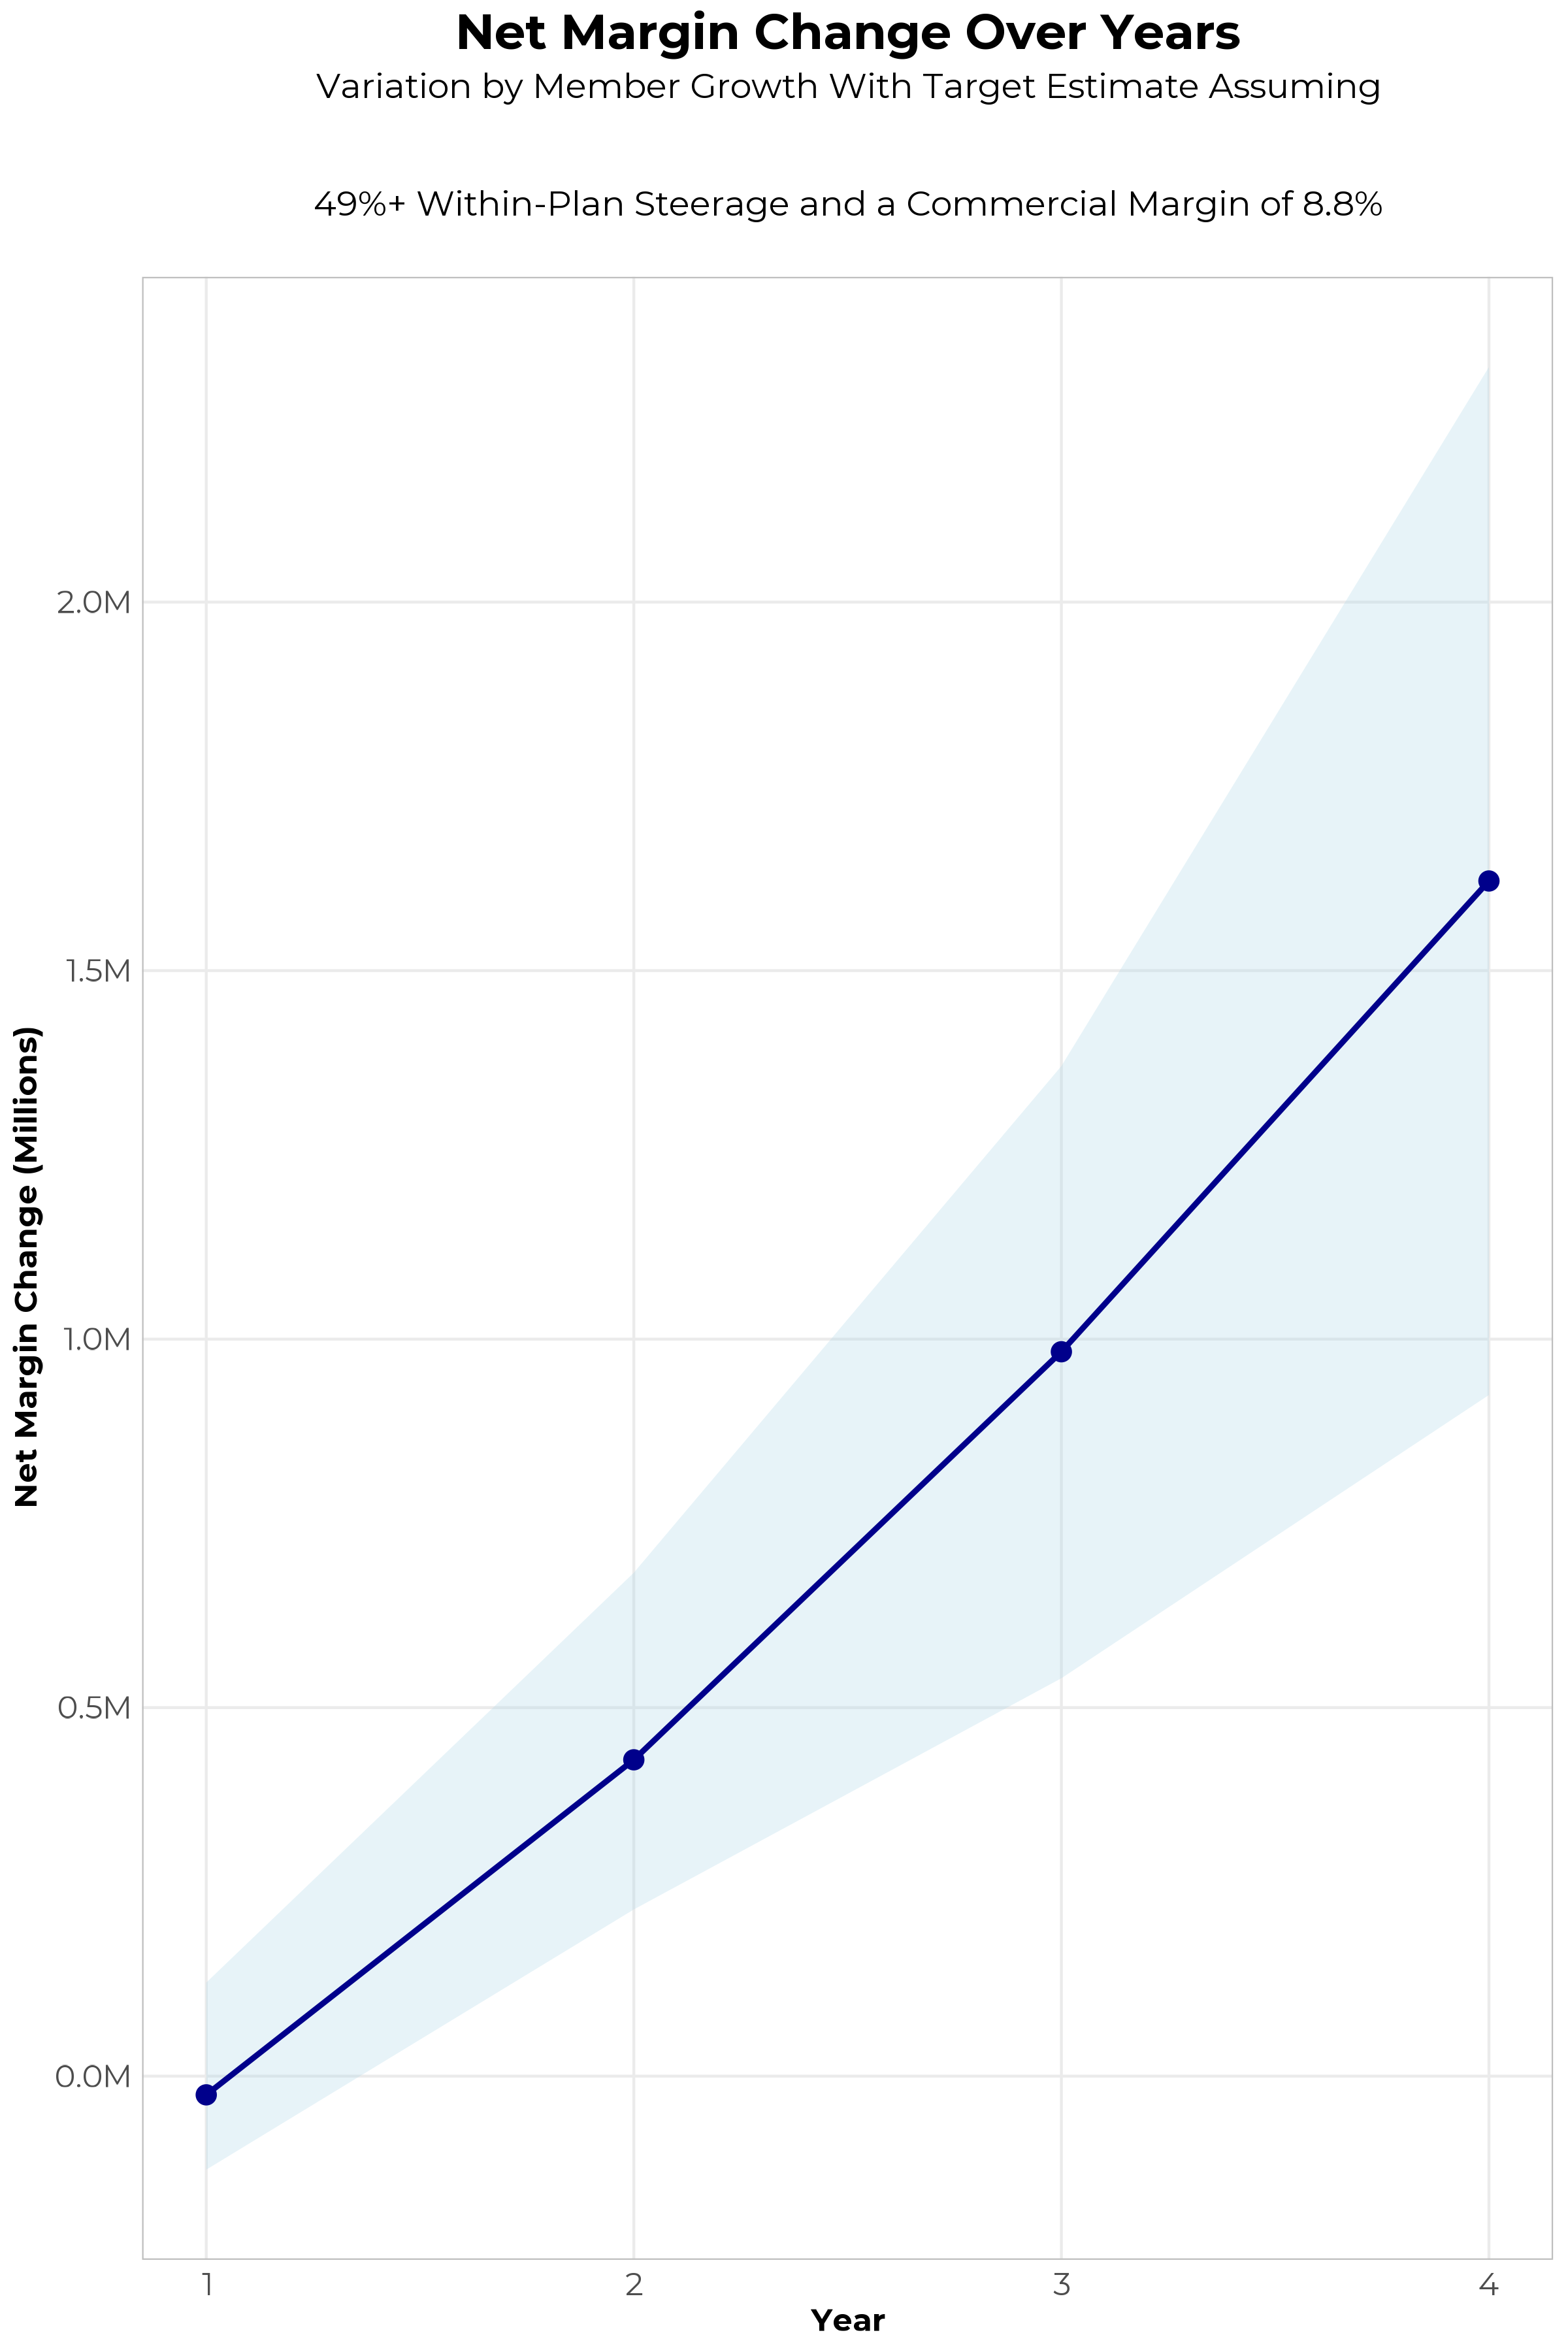 Net Margin Change Over Years
Variation by Member Growth With Target Estimate Assuming
49%+ Within-Plan Steerage and a Commercial Margin of 8.8%
Net Margin Change (Millions)
2.0M
1.5M
1.0M
0.5M
0.0M
1
2
3
4
Year